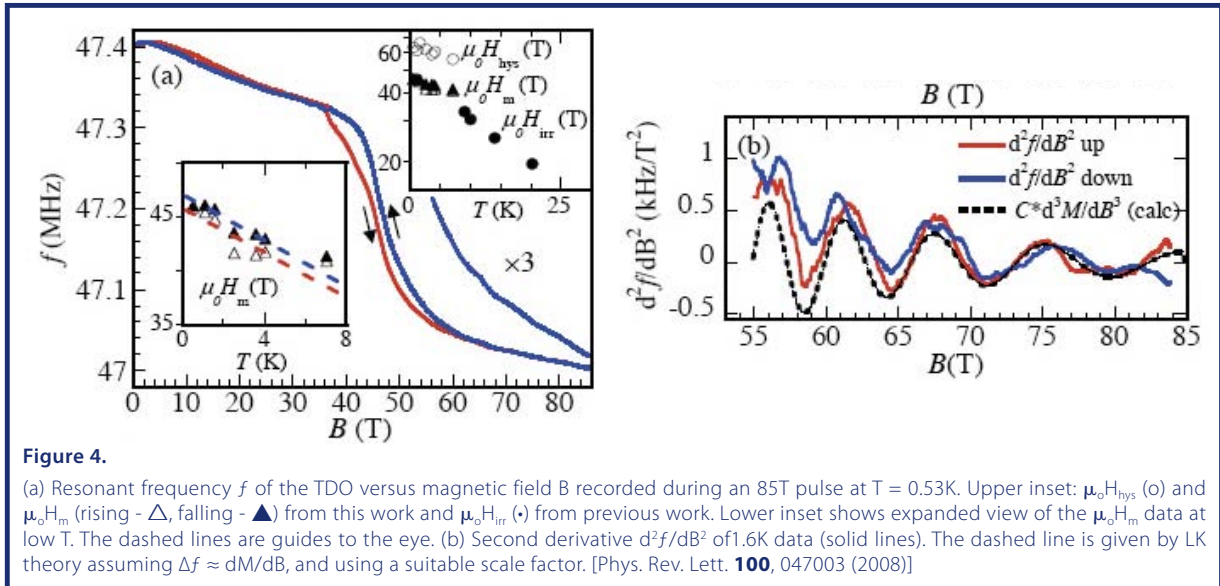 47.4
47.3
47.2
47.1
47
f (MHz)
(a)
60
40
20
μoHhys (T)
μoHm (T)
μoHirr (T)
T (K)
25
45
35
μoHm (T)
0
T (K)
8
×3
0 10 20 30 40 50 60 70 80
B (T)
B (T)
(b)
d²f/dB² up
d²f/dB² down
C*d³M/dB³ (calc)
1
0.5
0
-0.5
d²f/dB² (kHz/T²)
55 60 65 70 75 80 85
B(T)
Figure 4.
(a) Resonant frequency f of the TDO versus magnetic field B recorded during an 85T pulse at T = 0.53K. Upper inset: μoHhys (o) and
μoHm (rising - △, falling - ▲) from this work and μoHirr (•) from previous work. Lower inset shows expanded view of the μoHm data at
low T. The dashed lines are guides to the eye. (b) Second derivative d²f/dB² of1.6K data (solid lines). The dashed line is given by LK
theory assuming Δf ≈ dM/dB, and using a suitable scale factor. [Phys. Rev. Lett. 100, 047003 (2008)]